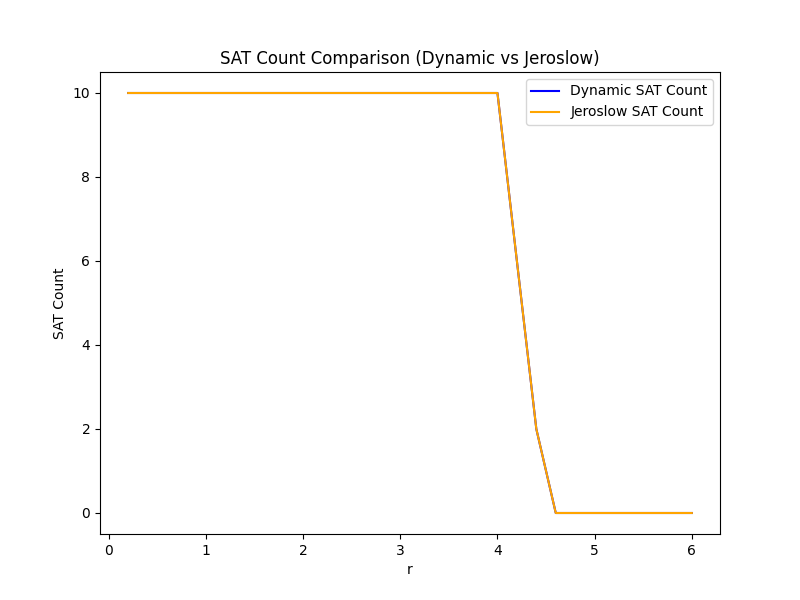 SAT Count Comparison (Dynamic vs Jeroslow)
Dynamic SAT Count
Jeroslow SAT Count
SAT Count
10
8
6
4
2
0
0 1 2 3 4 5 6
r